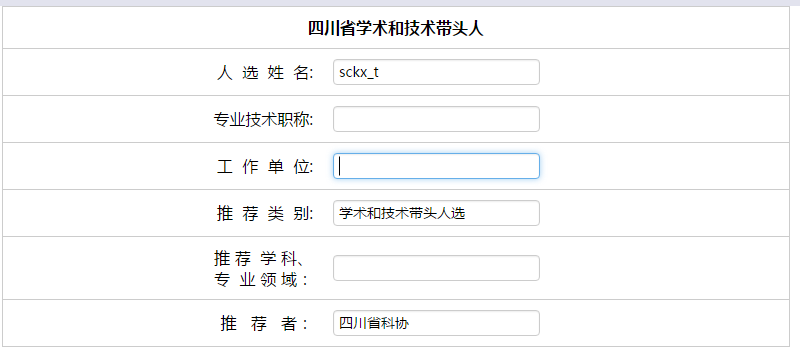 四川省学术和技术带头人
人 选 姓 名: sckx_t
专业技术职称:
工 作 单 位:
推 荐 类 别: 学术和技术带头人选
推 荐 学 科、
专 业 领 域：
推 荐 者： 四川省科协